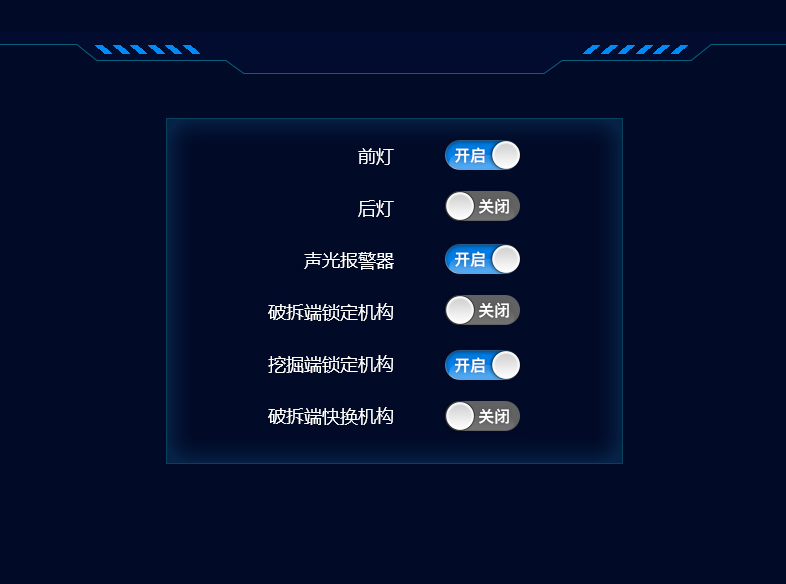 前灯 开启
后灯 关闭
声光报警器 开启
破拆端锁定机构 关闭
挖掘端锁定机构 开启
破拆端快换机构 关闭